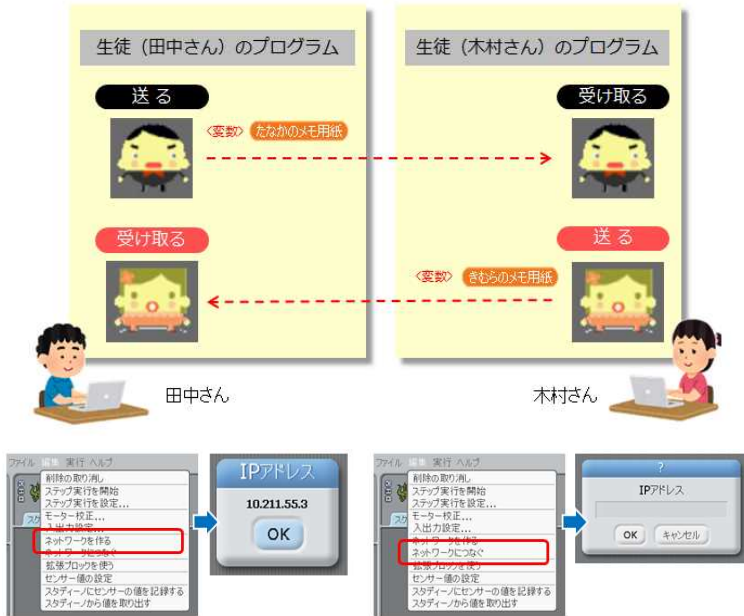 生徒（田中さん）のプログラム
送る
〈変数〉 たなかのメモ用紙
受け取る
生徒（木村さん）のプログラム
受け取る
送る
〈変数〉 きむらのメモ用紙
田中さん
木村さん
ファイル 編集 実行 ヘルプ
削除の取り消し
ステップ実行を開始
ステップ実行を設定...
モーター校正...
入出力設定...
ネットワークを作る
ネットワークにつなぐ
拡張ブロックを使う
センサー値の設定
スタディーノにセンサーの値を記録する
スタディーノから値を取り出す
IPアドレス
10.211.55.3
OK
ファイル 編集 実行 ヘルプ
削除の取り消し
ステップ実行を開始
ステップ実行を設定...
モーター校正...
入出力設定...
ネットワークを作る
ネットワークにつなぐ
拡張ブロックを使う
センサー値の設定
スタディーノにセンサーの値を記録する
スタディーノから値を取り出す
?
IPアドレス
OK キャンセル